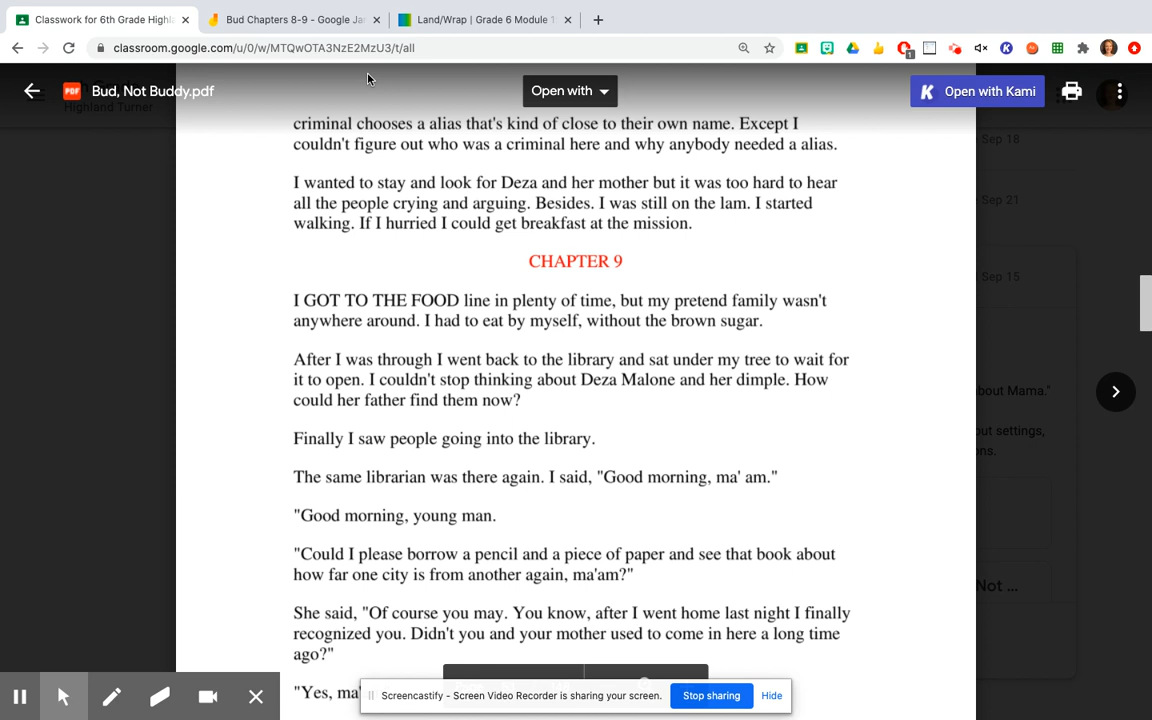 Classwork for 6th Grade Highl
Bud Chapters 8-9 - Google Ja
Land/Wrap | Grade 6 Module 1
classroom.google.com/u/0/w/MTQwOTA3NzE2MzU3/t/all
Bud, Not Buddy.pdf
Open with
Open with Kami
Highland Turner
criminal chooses a alias that's kind of close to their own name. Except I
couldn't figure out who was a criminal here and why anybody needed a alias.
Sep 18
I wanted to stay and look for Deza and her mother but it was too hard to hear
all the people crying and arguing. Besides. I was still on the lam. I started
walking. If I hurried I could get breakfast at the mission.
Sep 21
CHAPTER 9
Sep 15
I GOT TO THE FOOD line in plenty of time, but my pretend family wasn't
anywhere around. I had to eat by myself, without the brown sugar.
After I was through I went back to the library and sat under my tree to wait for
it to open. I couldn't stop thinking about Deza Malone and her dimple. How
could her father find them now?
bout Mama."
out settings,
ns.
Finally I saw people going into the library.
The same librarian was there again. I said, "Good morning, ma' am."
"Good morning, young man.
"Could I please borrow a pencil and a piece of paper and see that book about
how far one city is from another again, ma'am?"
Not ...
She said, "Of course you may. You know, after I went home last night I finally
recognized you. Didn't you and your mother used to come in here a long time
ago?"
"Yes, ma'
Screencastify - Screen Video Recorder is sharing your screen.
Stop sharing
Hide